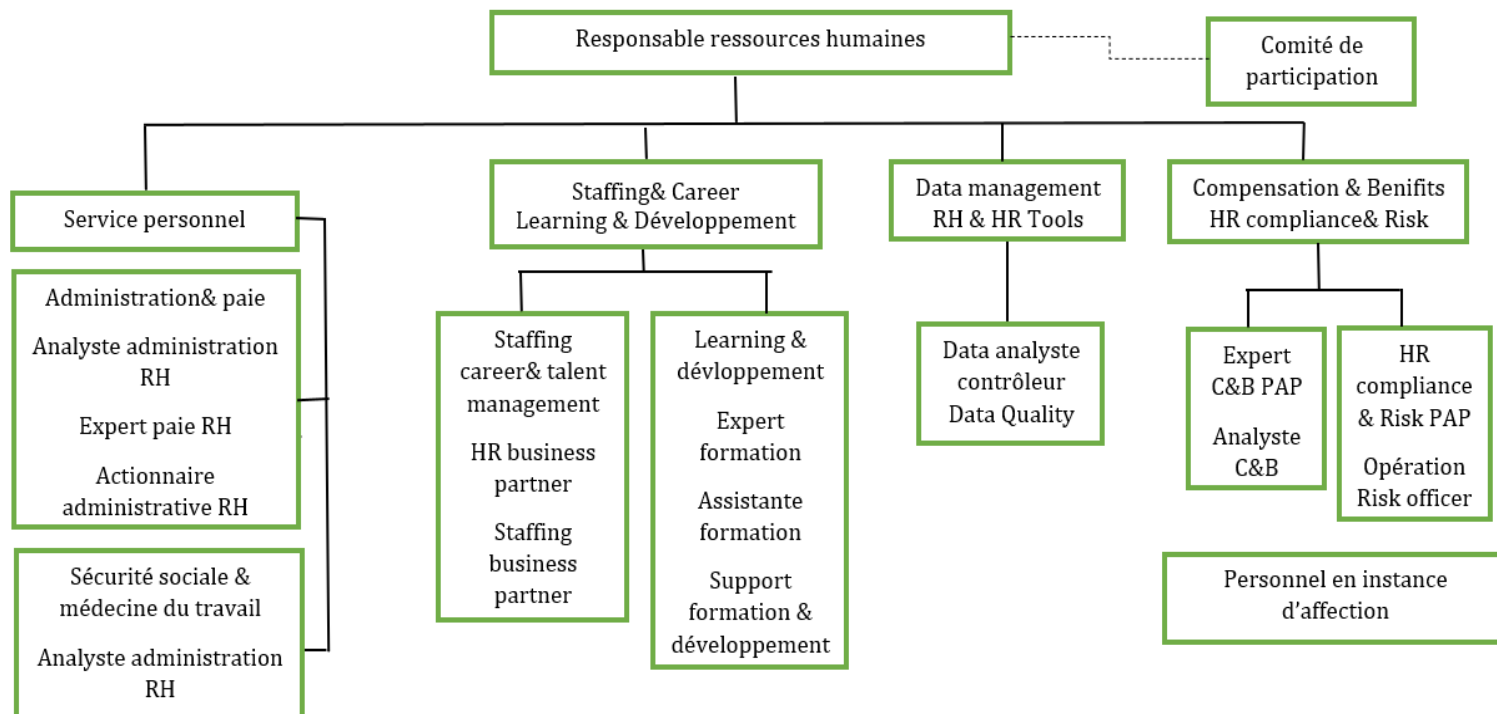 Responsable ressources humaines
Comité de
participation
Service personnel
Staffing& Career
Learning & Développement
Data management
RH & HR Tools
Compensation & Benifits
HR compliance& Risk
Administration& paie
Analyste administration
RH
Expert paie RH
Actionnaire
administrative RH
Sécurité sociale &
médecine du travail
Analyste administration
RH
Staffing
career& talent
management
HR business
partner
Staffing
business
partner
Learning &
dévloppement
Expert
formation
Assistante
formation
Support
formation &
développement
Data analyste
contrôleur
Data Quality
Expert
C&B PAP
Analyste
C&B
HR
compliance
& Risk PAP
Opération
Risk officer
Personnel en instance
d’affection